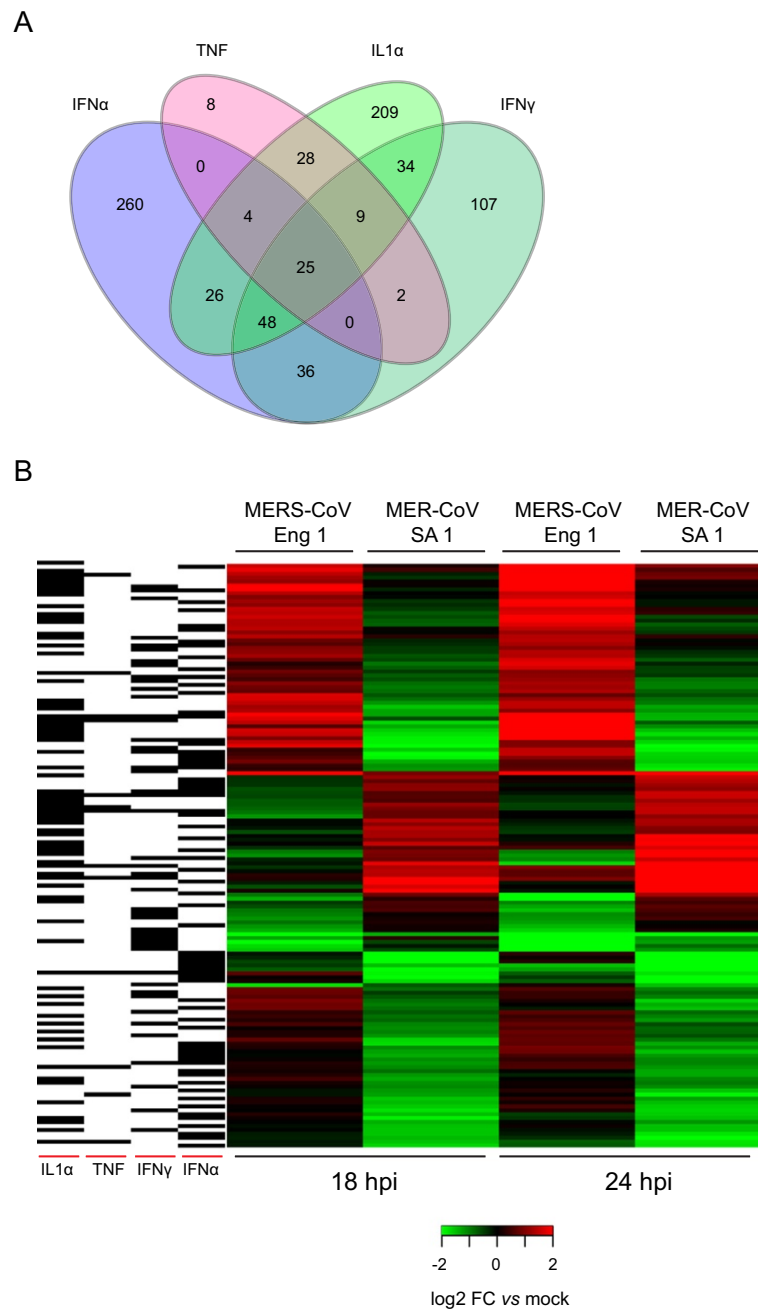 A
TNF
IL1α
IFNα
IFNγ
8
209
0
28
34
260
4
9
107
25
26
2
48
0
36
B
MERS-CoV
Eng 1
MER-CoV
SA 1
MERS-CoV
Eng 1
MER-CoV
SA 1
IL1α
TNF
IFNγ
IFNα
18 hpi
24 hpi
-2
0
2
log2 FC vs mock